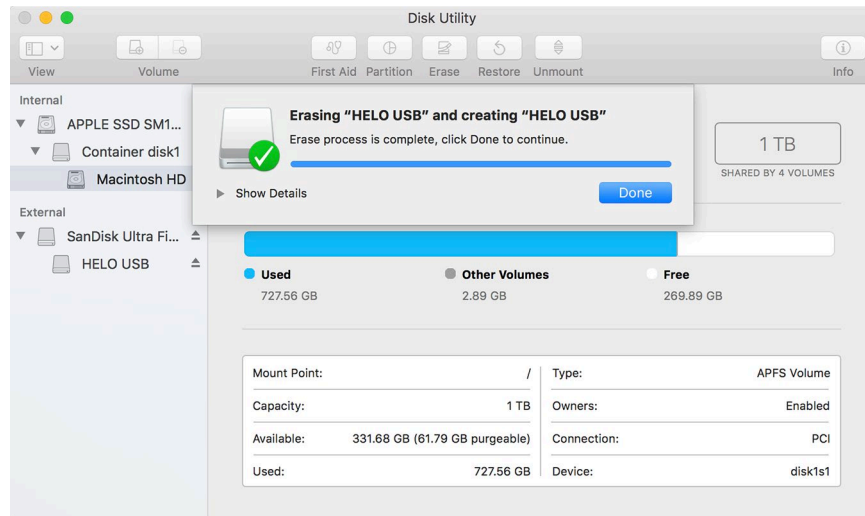 Disk Utility
View Volume First Aid Partition Erase Restore Unmount Info
Internal
APPLE SSD SM1...
Container disk1
Macintosh HD
External
SanDisk Ultra Fi...
HELO USB
Erasing “HELO USB” and creating “HELO USB”
Erase process is complete, click Done to continue.
Show Details Done
1 TB
SHARED BY 4 VOLUMES
Used Other Volumes Free
727.56 GB 2.89 GB 269.89 GB
Mount Point: / Type: APFS Volume
Capacity: 1 TB Owners: Enabled
Available: 331.68 GB (61.79 GB purgeable) Connection: PCI
Used: 727.56 GB Device: disk1s1